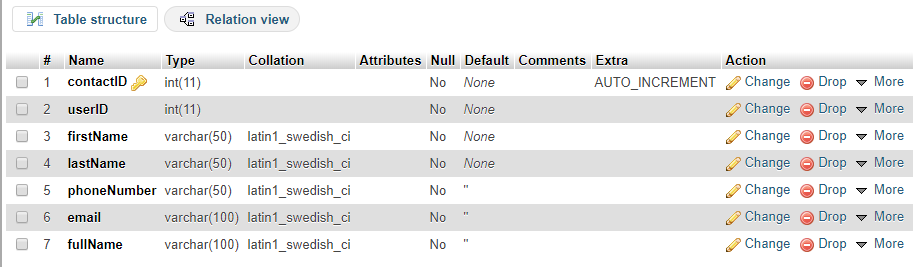 Table structure Relation view
# Name Type Collation Attributes Null Default Comments Extra Action
1 contactID int(11) No None AUTO_INCREMENT Change Drop More
2 userID int(11) No None Change Drop More
3 firstName varchar(50) latin1_swedish_ci No None Change Drop More
4 lastName varchar(50) latin1_swedish_ci No None Change Drop More
5 phoneNumber varchar(50) latin1_swedish_ci No '' Change Drop More
6 email varchar(100) latin1_swedish_ci No '' Change Drop More
7 fullName varchar(100) latin1_swedish_ci No '' Change Drop More